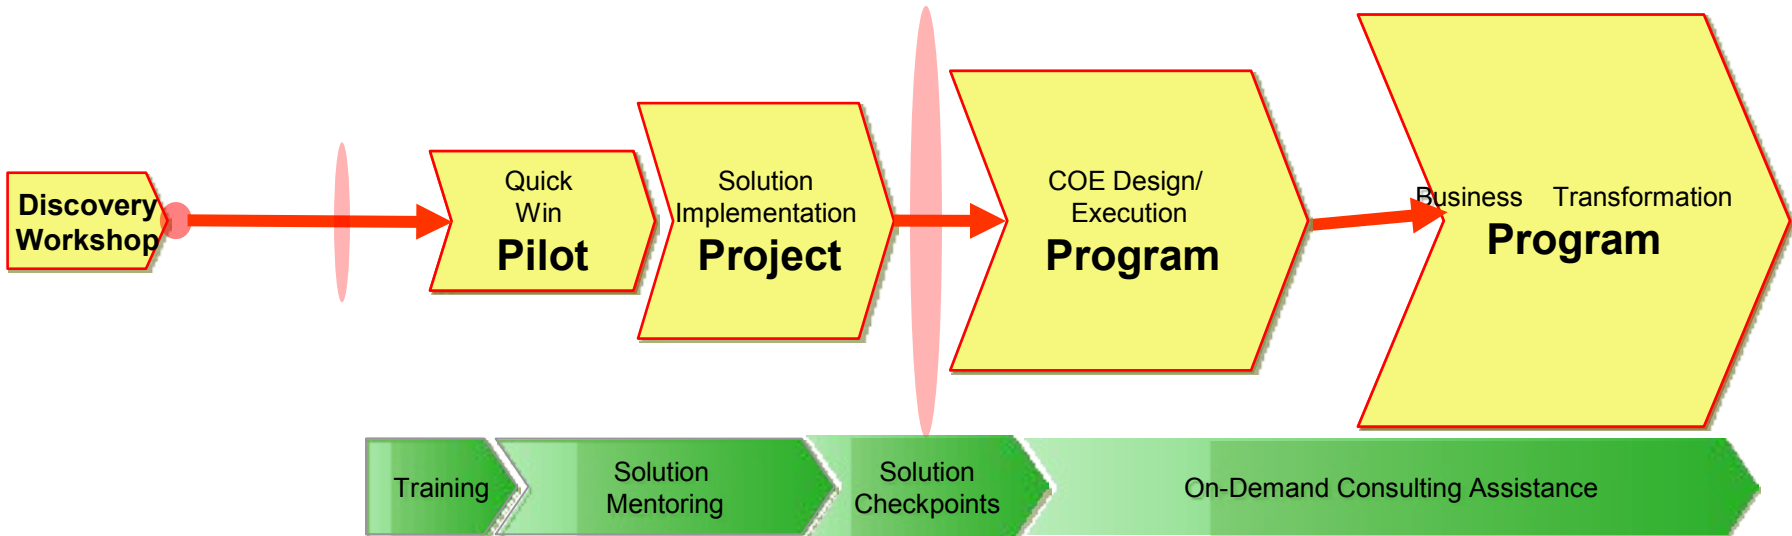 Discovery
Workshop
Quick
Win
Pilot
Solution
Implementation
Project
COE Design/
Execution
Program
Business Transformation
Program
Training
Solution
Mentoring
Solution
Checkpoints
On-Demand Consulting Assistance